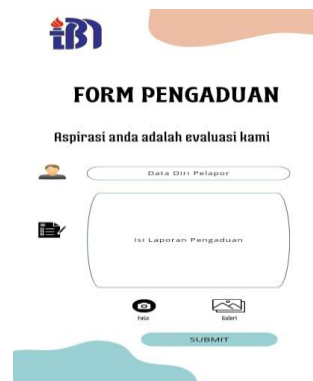 IBI
FORM PENGADUAN
Aspirasi anda adalah evaluasi kami
Data Diri Pelapor
Isi Laporan Pengaduan
Foto
Galeri
SUBMIT